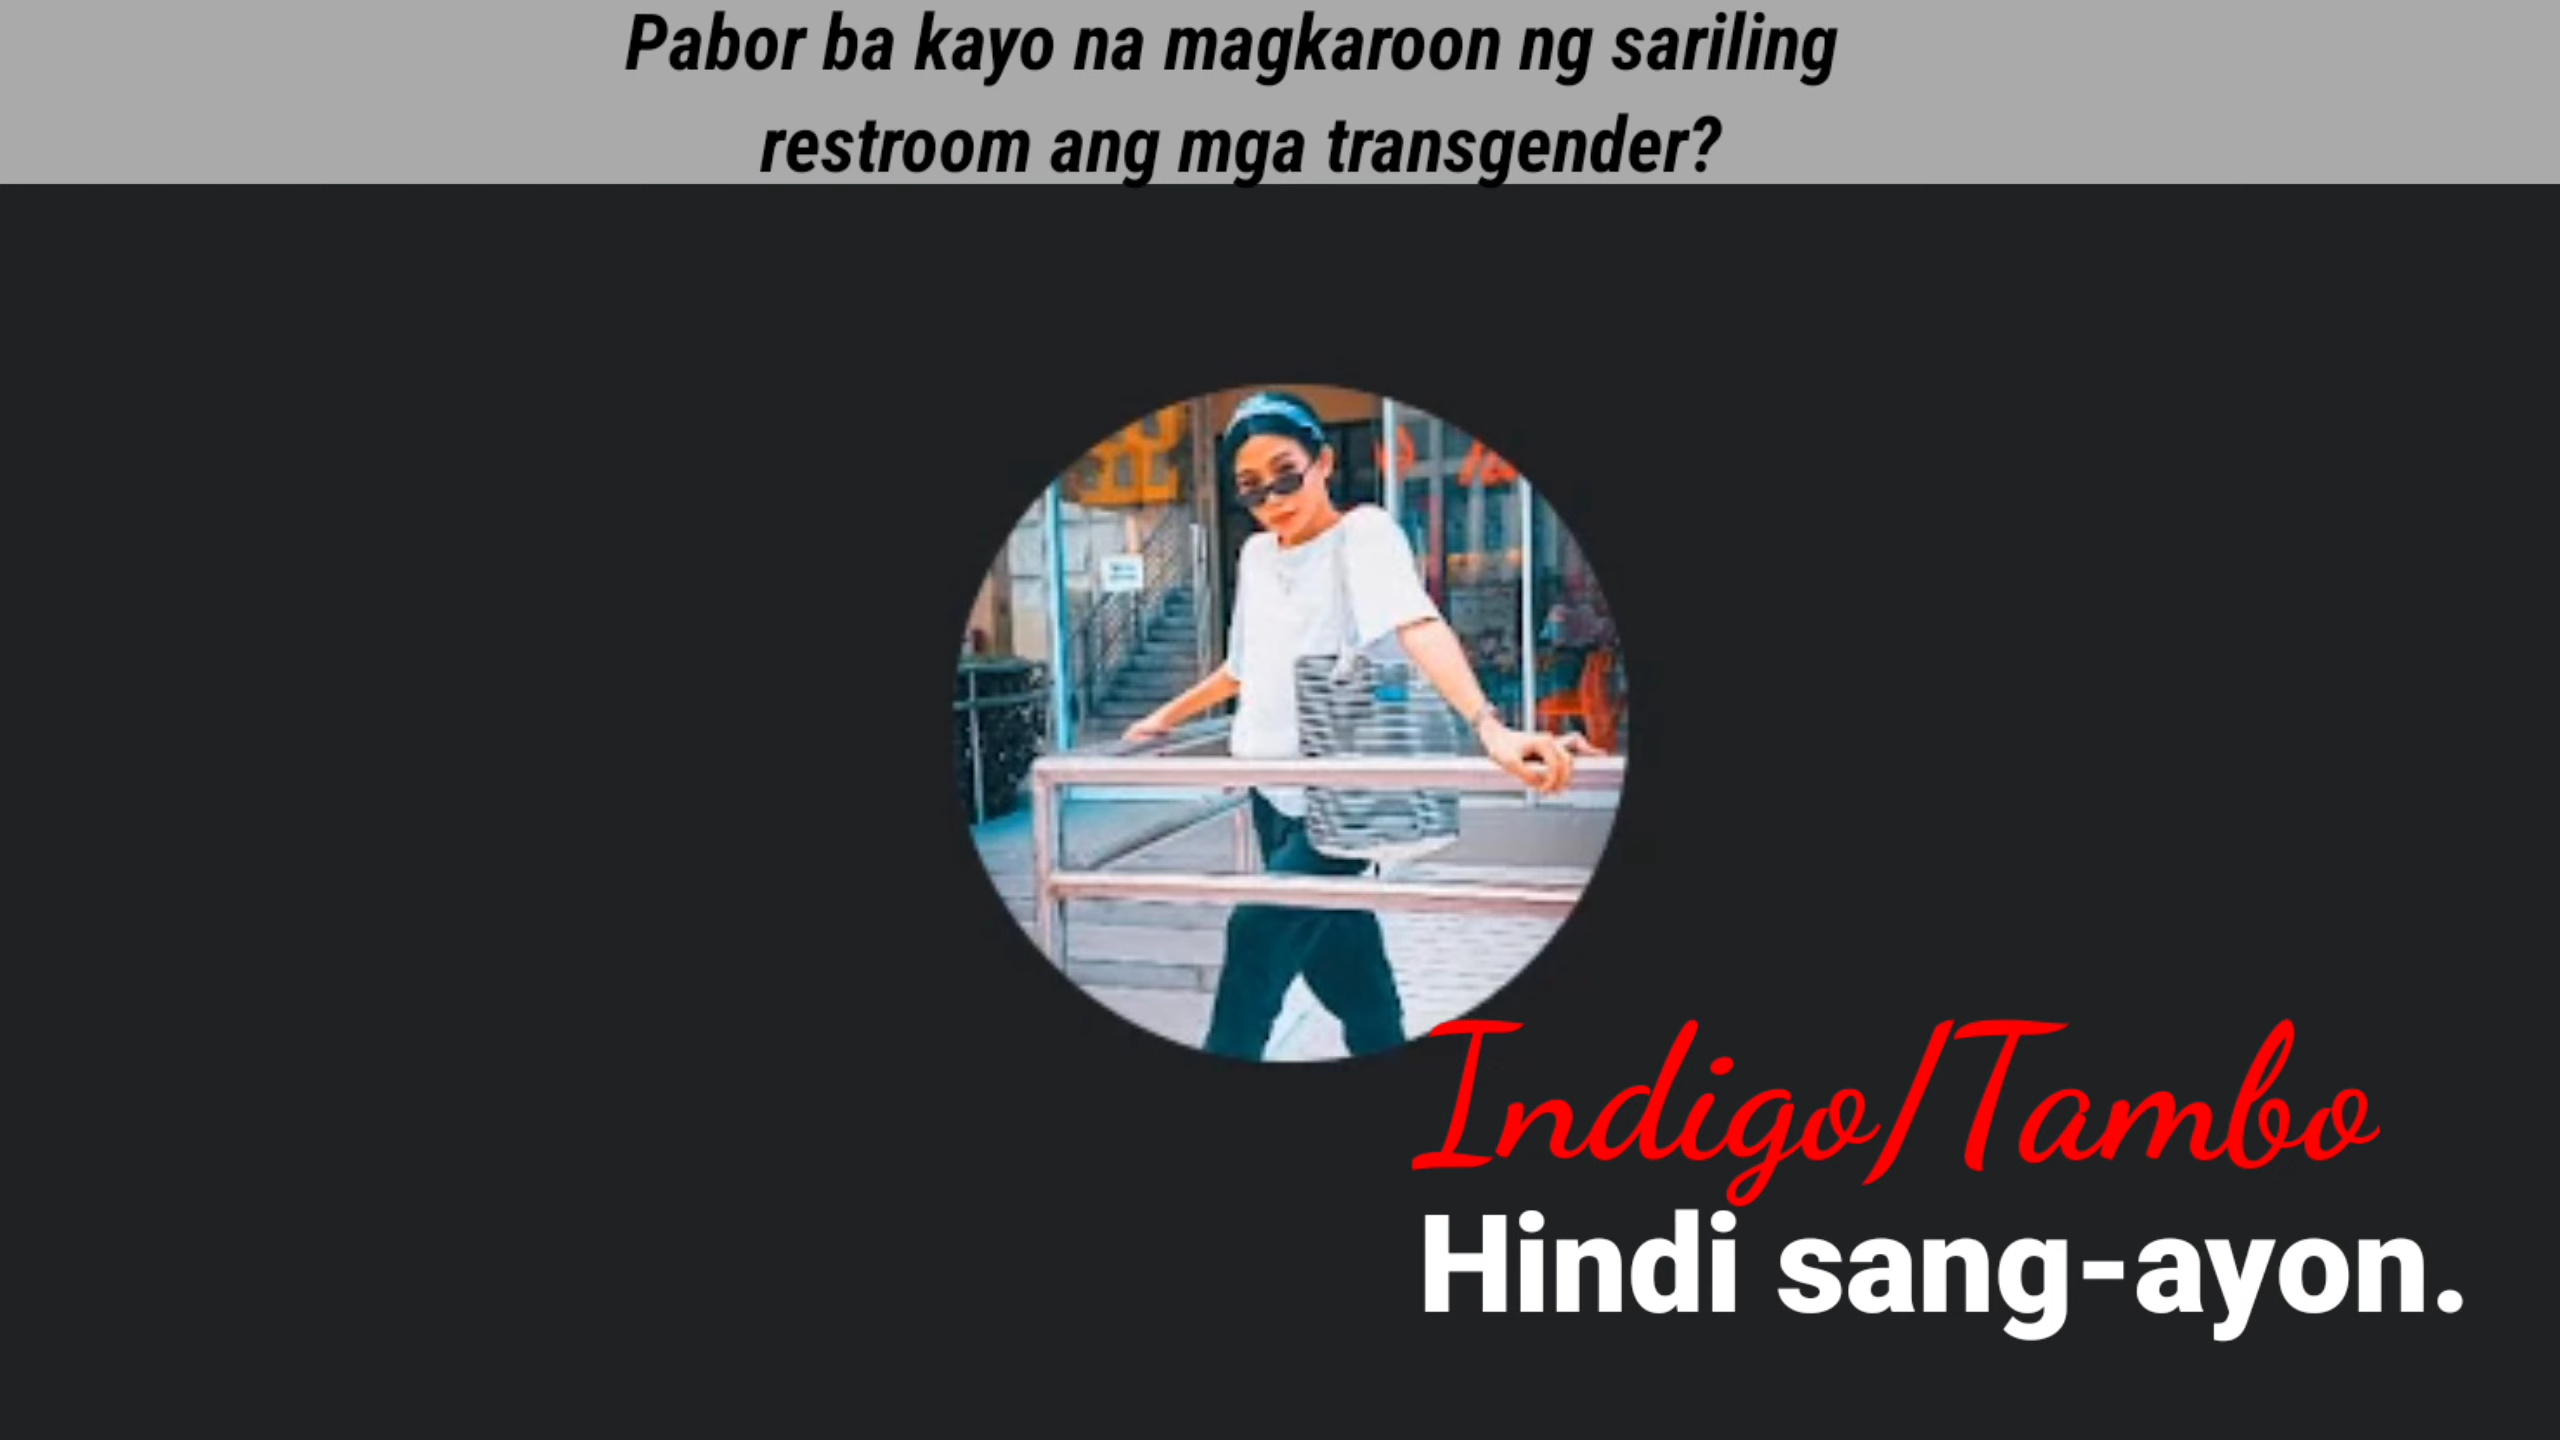 Pabor ba kayo na magkaroon ng sariling
restroom ang mga transgender?
Indigo/Tambo
Hindi sang-ayon.